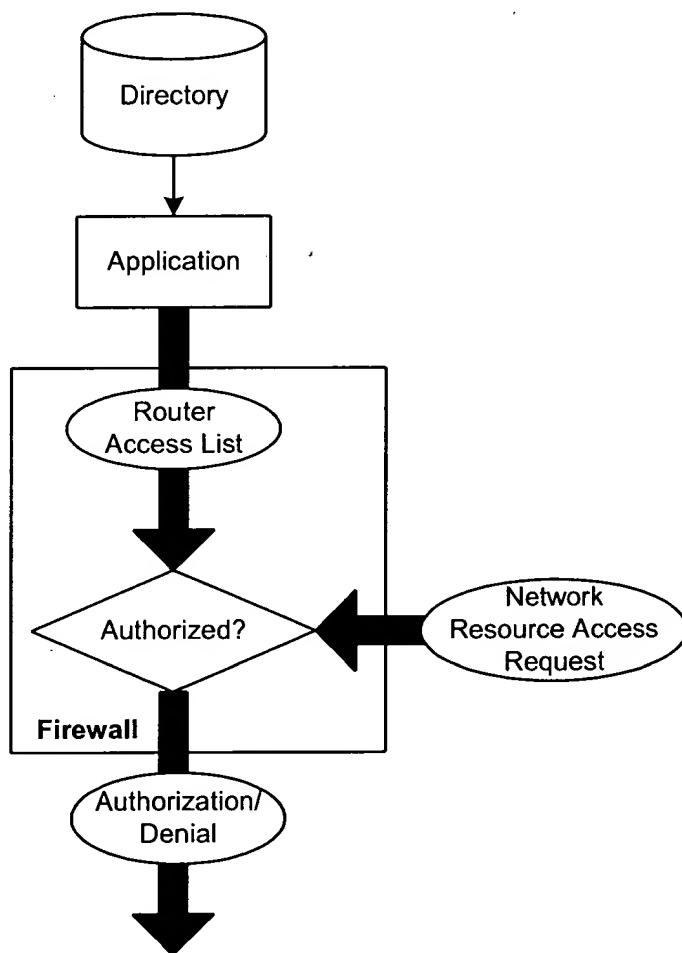 Directory
Application
Router
Access List
Authorized?
Network
Resource Access
Request
Firewall
Authorization/
Denial